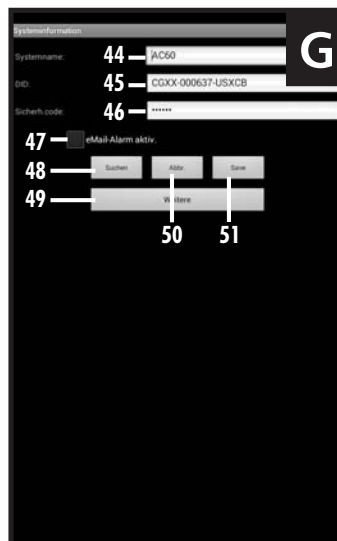 Systeminformation
G
Systemname: 44 AC60
DID: 45 CGXX-000637-USXCB
Sicherh.code: 46 ••••••
47 eMail-Alarm aktiv.
48 Suchen Abbr. Save
49 Weitere
50 51